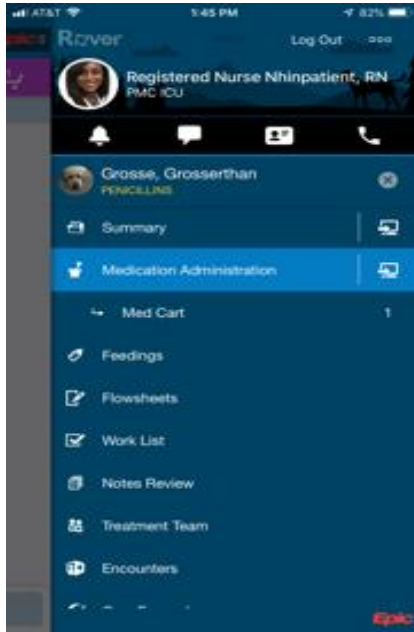 AT&T 1:45 PM 82%
Rover Log Out
Registered Nurse Nhinpatient, RN
PMC ICU
Grosse, Grosserthan
PENICILLINS
Summary
Medication Administration
Med Cart 1
Feedings
Flowsheets
Work List
Notes Review
Treatment Team
Encounters
Epic